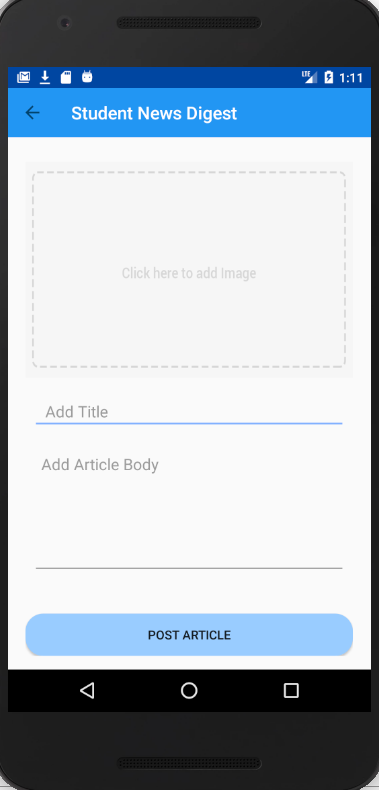 LTE 1:11
Student News Digest
Click here to add Image
Add Title
Add Article Body
POST ARTICLE